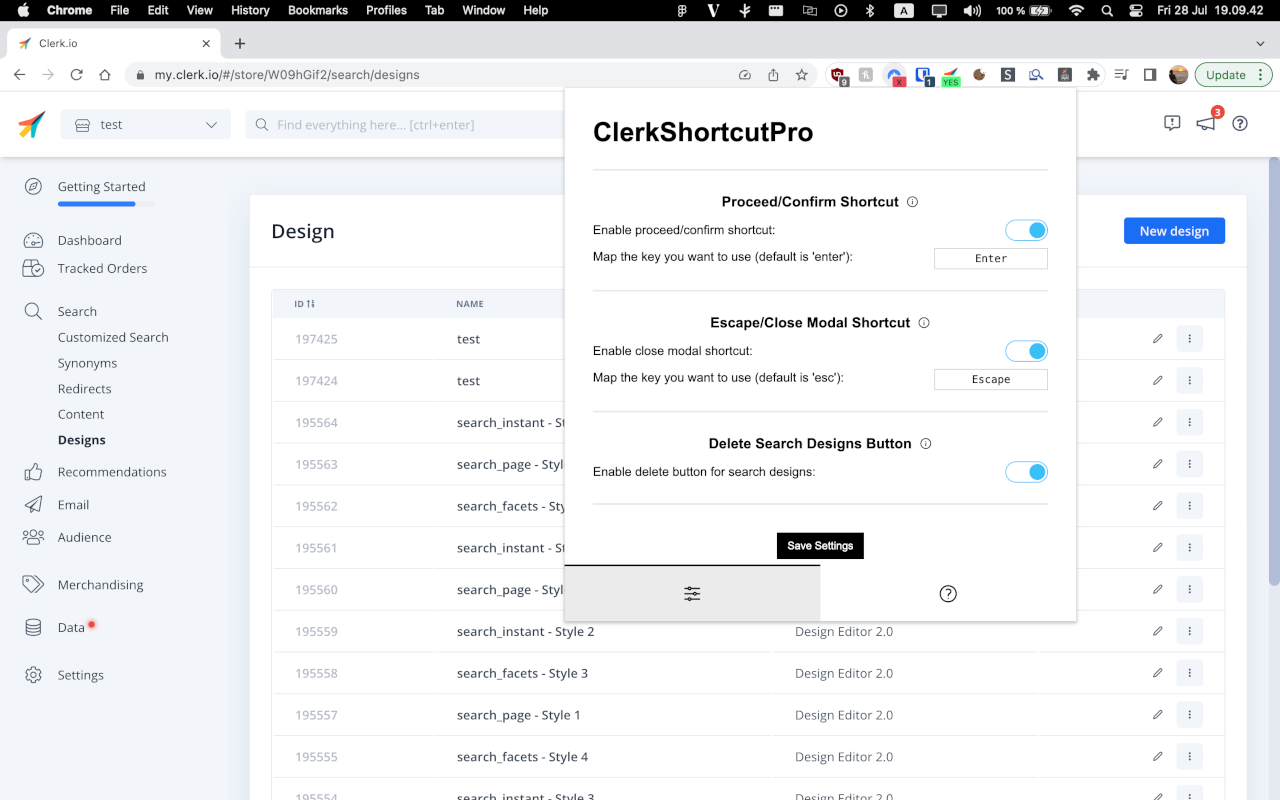 Chrome File Edit View History Bookmarks Profiles Tab Window Help A 100 % Fri 28 Jul 19.09.42
Clerk.io
my.clerk.io/#/store/W09hGif2/search/designs 9 X 1 YES S Update
test Find everything here... [ctrl+enter] 3
Getting Started
Dashboard
Tracked Orders
Search
Customized Search
Synonyms
Redirects
Content
Designs
Recommendations
Email
Audience
Merchandising
Data
Settings
Design New design
ID NAME
197425 test
197424 test
195564 search_instant - St
195563 search_page - Style
195562 search_facets - Sty
195561 search_instant - St
195560 search_page - Style
195559 search_instant - Style 2 Design Editor 2.0
195558 search_facets - Style 3 Design Editor 2.0
195557 search_page - Style 1 Design Editor 2.0
195555 search_facets - Style 4 Design Editor 2.0
195554 search_instant - Style 3 Design Editor 2.0
ClerkShortcutPro
Proceed/Confirm Shortcut
Enable proceed/confirm shortcut:
Map the key you want to use (default is 'enter'): Enter
Escape/Close Modal Shortcut
Enable close modal shortcut:
Map the key you want to use (default is 'esc'): Escape
Delete Search Designs Button
Enable delete button for search designs:
Save Settings